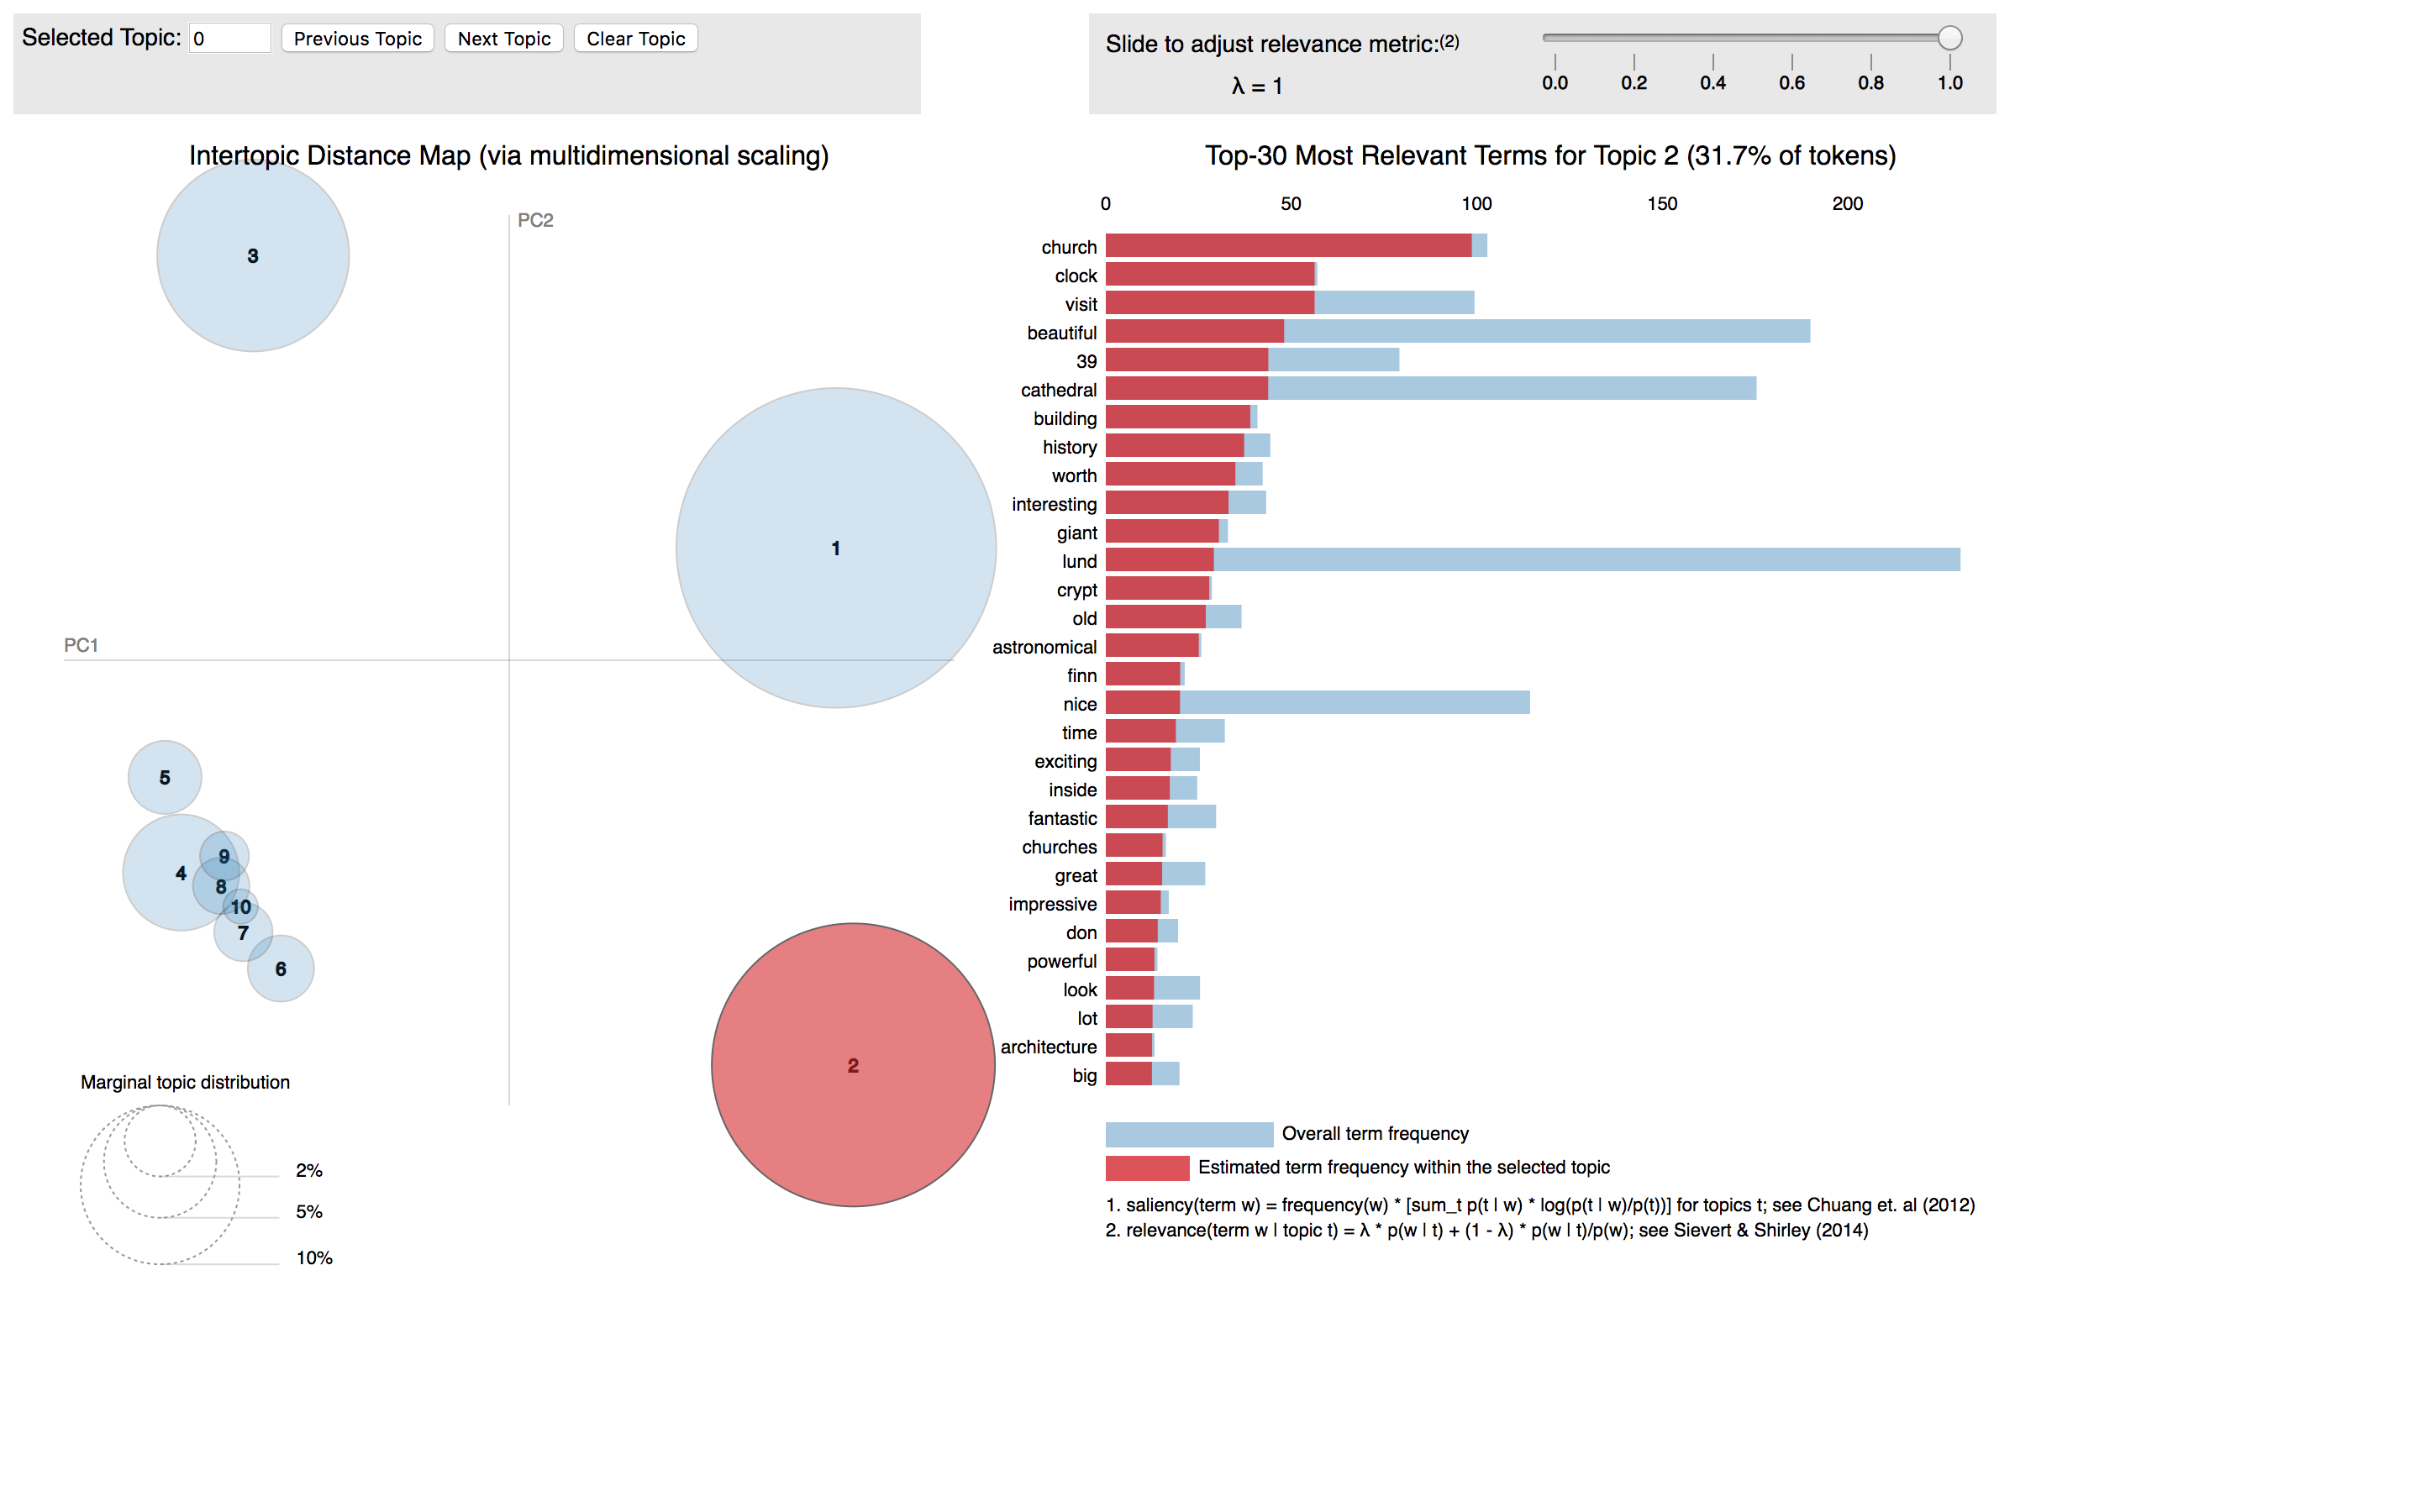 Selected Topic: 0 Previous Topic Next Topic Clear Topic
Slide to adjust relevance metric:(2)
λ = 1
0.0 0.2 0.4 0.6 0.8 1.0
Intertopic Distance Map (via multidimensional scaling)
PC2
PC1
3
1
5
4
9
8
10
7
6
2
Marginal topic distribution
2%
5%
10%
Top-30 Most Relevant Terms for Topic 2 (31.7% of tokens)
0 50 100 150 200
church
clock
visit
beautiful
39
cathedral
building
history
worth
interesting
giant
lund
crypt
old
astronomical
finn
nice
time
exciting
inside
fantastic
churches
great
impressive
don
powerful
look
lot
architecture
big
Overall term frequency
Estimated term frequency within the selected topic
1. saliency(term w) = frequency(w) * [sum_t p(t | w) * log(p(t | w)/p(t))] for topics t; see Chuang et. al (2012)
2. relevance(term w | topic t) = λ * p(w | t) + (1 - λ) * p(w | t)/p(w); see Sievert & Shirley (2014)